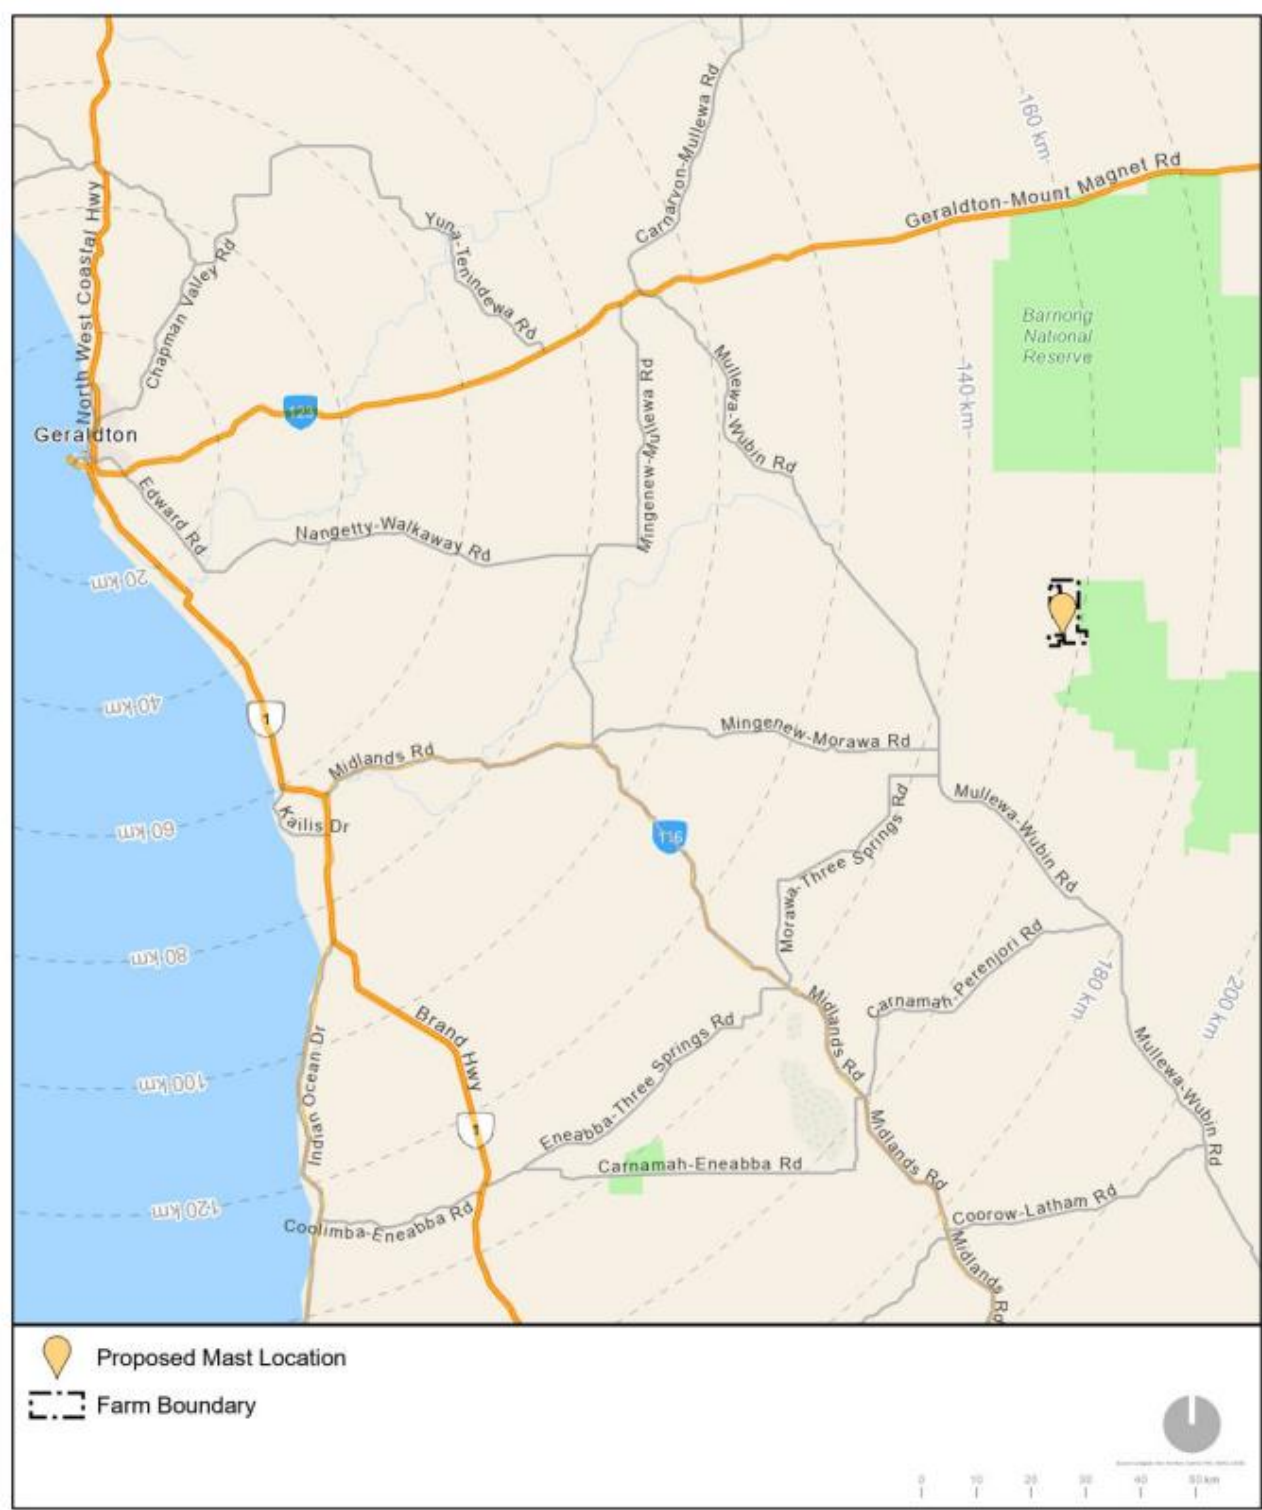 160 km
Carnarvon-Mullewa Rd
Geraldton-Mount Magnet Rd
North West Coastal Hwy
Chapman Valley Rd
Yuna-Tenindewa Rd
Barnong
National
Reserve
Mingenew-Mullewa Rd
Mullewa-Wubin Rd
140 km
123
Geraldton
Edward Rd
Nangetty-Walkaway Rd
20 km
40 km
1
Midlands Rd
Mingenew-Morawa Rd
Kailis Dr
60 km
116
Morawa-Three Springs Rd
Mullewa-Wubin Rd
80 km
Carnamah-Perenjori Rd
180 km
200 km
Midlands Rd
Brand Hwy
Indian Ocean Dr
100 km
Eneabba-Three Springs Rd
1
Mullewa-Wubin Rd
Carnamah-Eneabba Rd
Midlands Rd
120 km
Coolimba-Eneabba Rd
Coorow-Latham Rd
Midlands Rd
Proposed Mast Location
Farm Boundary
0 10 20 30 40 50 km